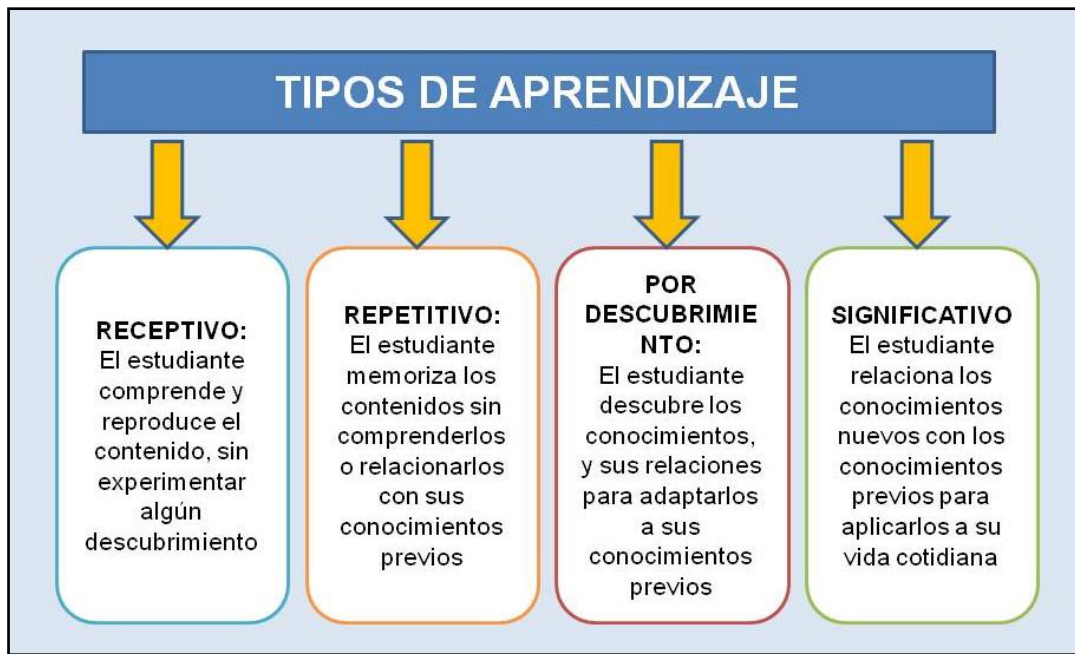 TIPOS DE APRENDIZAJE
RECEPTIVO:
El estudiante
comprende y
reproduce el
contenido, sin
experimentar
algún
descubrimiento
REPETITIVO:
El estudiante
memoriza los
contenidos sin
comprenderlos
o relacionarlos
con sus
conocimientos
previos
POR
DESCUBRIMIE
NTO:
El estudiante
descubre los
conocimientos,
y sus relaciones
para adaptarlos
a sus
conocimientos
previos
SIGNIFICATIVO
El estudiante
relaciona los
conocimientos
nuevos con los
conocimientos
previos para
aplicarlos a su
vida cotidiana